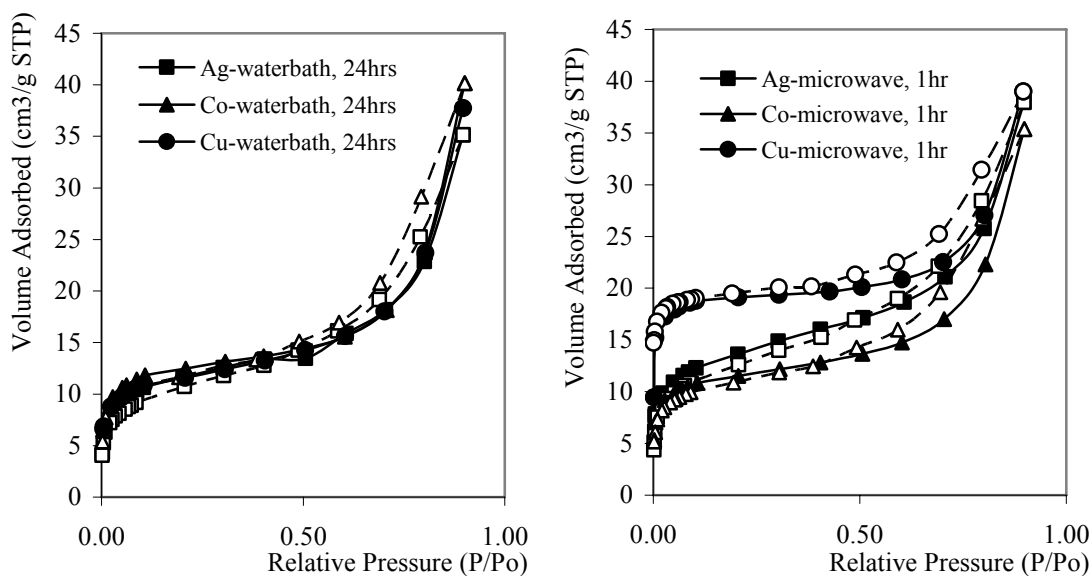 Volume Adsorbed (cm3/g STP)
45
40
35
30
25
20
15
10
5
0
Ag-waterbath, 24hrs
Co-waterbath, 24hrs
Cu-waterbath, 24hrs
0.00
0.50
1.00
Relative Pressure (P/Po)
Volume Adsorbed (cm3/g STP)
45
40
35
30
25
20
15
10
5
0
Ag-microwave, 1hr
Co-microwave, 1hr
Cu-microwave, 1hr
0.00
0.50
1.00
Relative Pressure (P/Po)